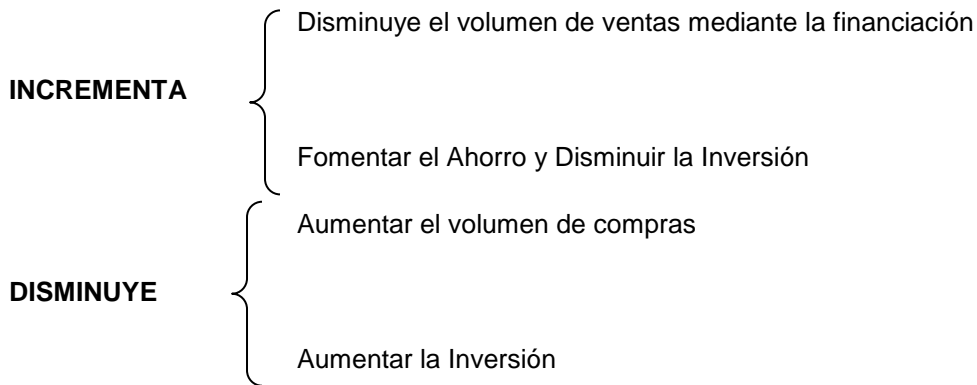 Disminuye el volumen de ventas mediante la financiación
INCREMENTA
Fomentar el Ahorro y Disminuir la Inversión
Aumentar el volumen de compras
DISMINUYE
Aumentar la Inversión